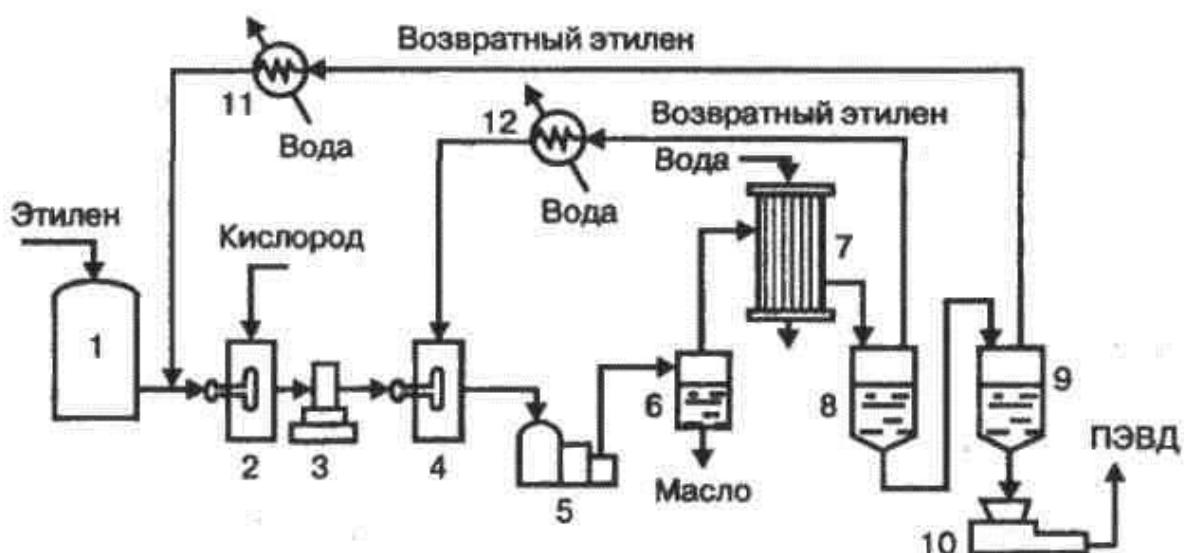 Возвратный этилен
11
Вода
12
Возвратный этилен
Вода
Вода
Этилен
Кислород
7
1
6
8
9
2
3
4
5
Масло
ПЭВД
10